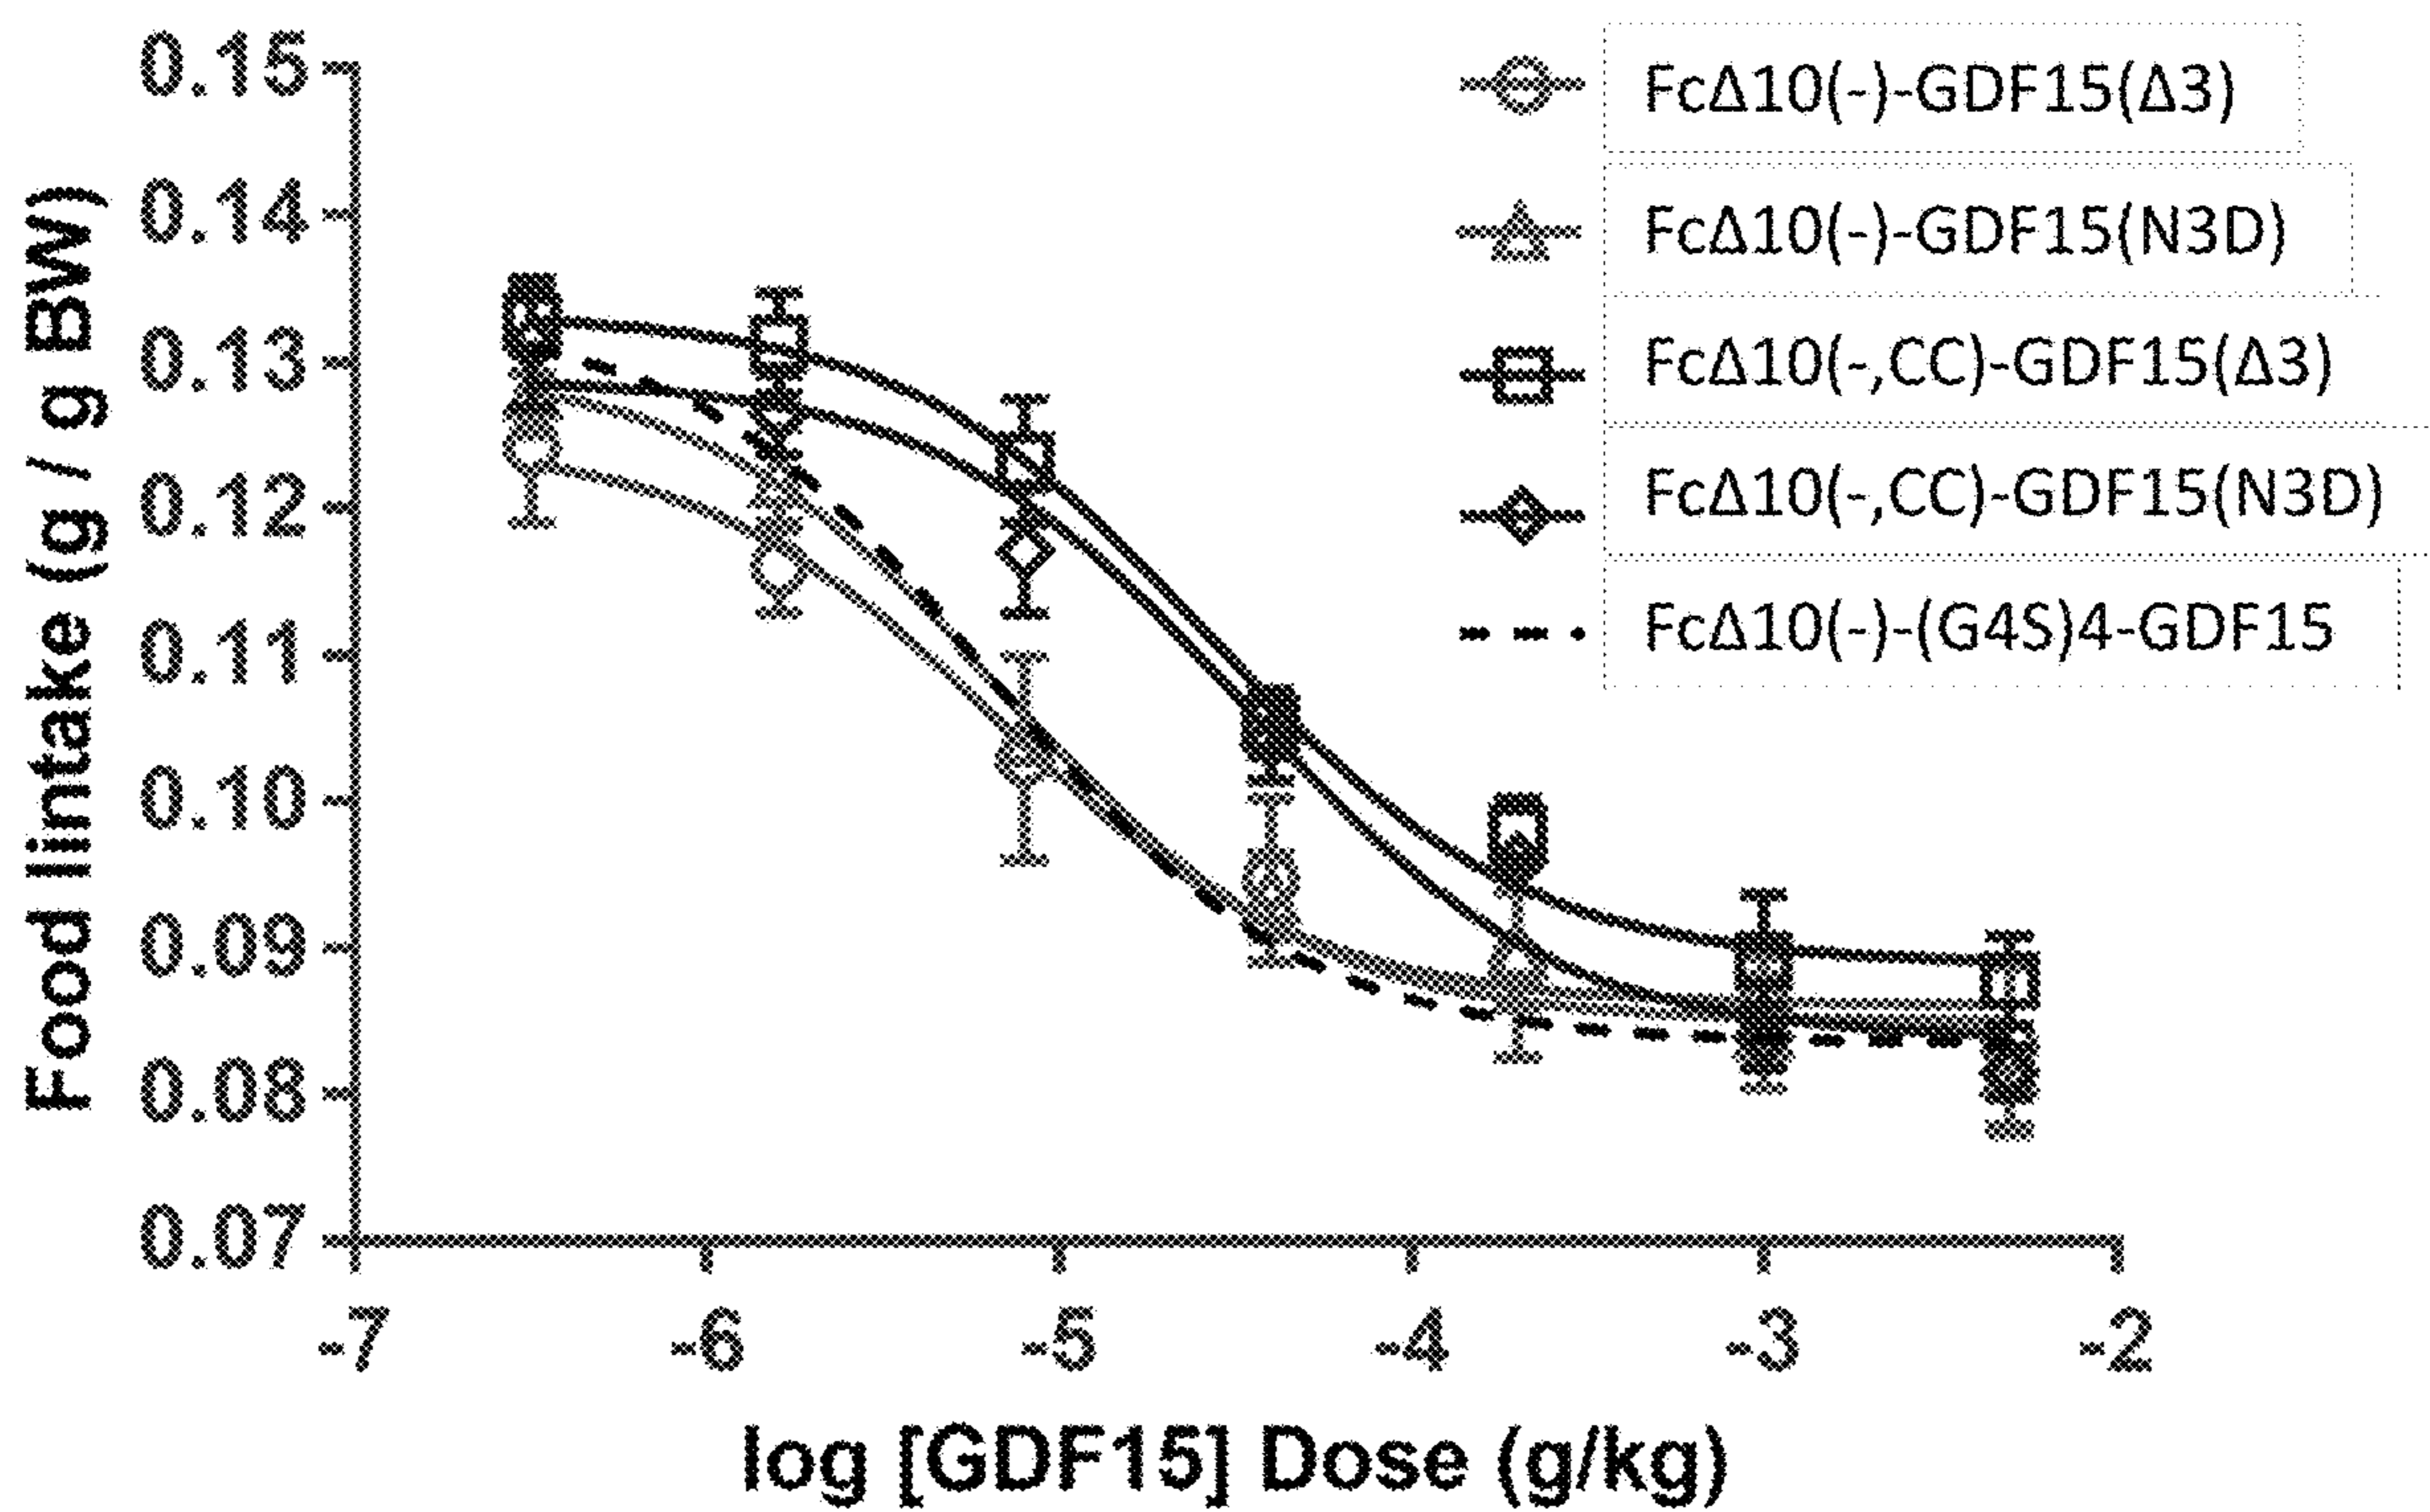 Food Iintake (g / g BW)
0.15
0.14
0.13
0.12
0.11
0.10
0.09
0.08
0.07
-7
-6
-5
-4
-3
-2
log [GDF15] Dose (g/kg)
FcΔ10(-)-GDF15(Δ3)
FcΔ10(-)-GDF15(N3D)
FcΔ10(-,CC)-GDF15(Δ3)
FcΔ10(-,CC)-GDF15(N3D)
FcΔ10(-)-(G4S)4-GDF15